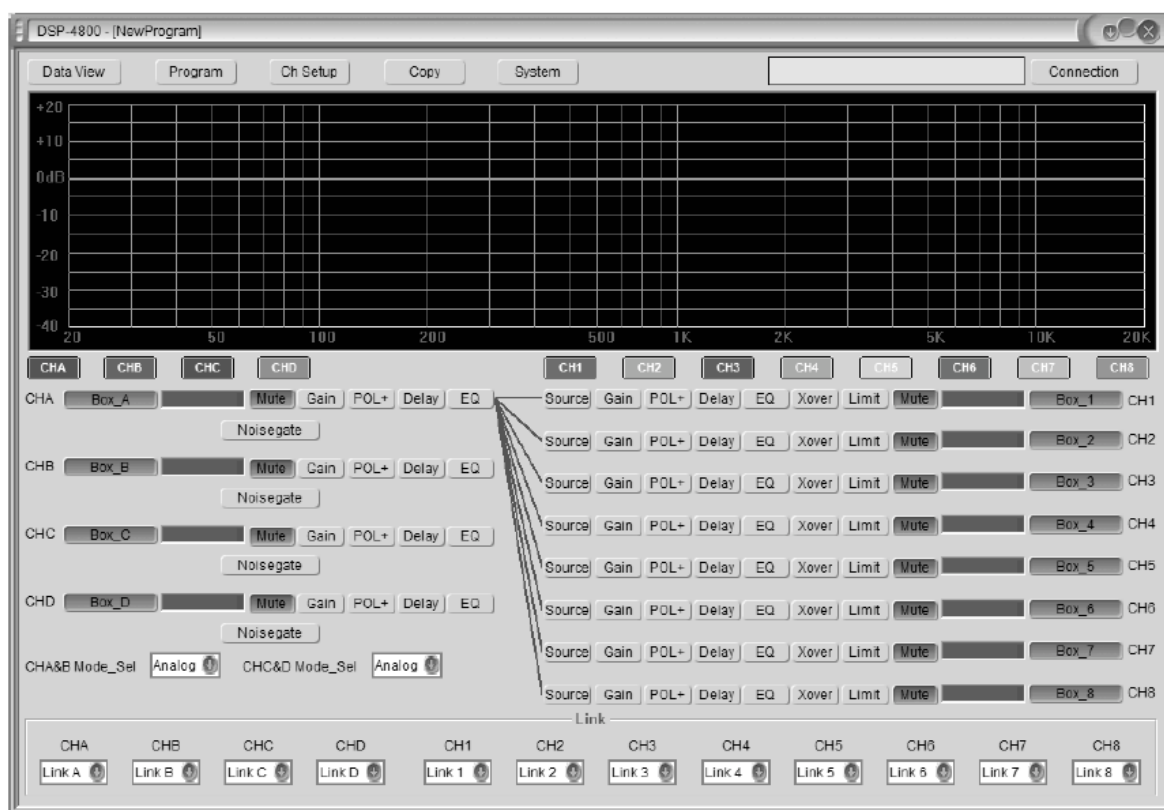 DSP-4800 - [NewProgram]
Data View Program Ch Setup Copy System Connection
+20
+10
0dB
-10
-20
-30
-40
20 50 100 200 500 1K 2K 5K 10K 20K
CHA CHB CHC CHD CH1 CH2 CH3 CH4 CH5 CH6 CH7 CH8
CHA Box_A Mute Gain POL+ Delay EQ Source Gain POL+ Delay EQ Xover Limit Mute Box_1 CH1
Noisegate
Source Gain POL+ Delay EQ Xover Limit Mute Box_2 CH2
CHB Box_B Mute Gain POL+ Delay EQ
Source Gain POL+ Delay EQ Xover Limit Mute Box_3 CH3
Noisegate
CHC Box_C Mute Gain POL+ Delay EQ Source Gain POL+ Delay EQ Xover Limit Mute Box_4 CH4
Noisegate Source Gain POL+ Delay EQ Xover Limit Mute Box_5 CH5
CHD Box_D Mute Gain POL+ Delay EQ Source Gain POL+ Delay EQ Xover Limit Mute Box_6 CH6
Noisegate
Source Gain POL+ Delay EQ Xover Limit Mute Box_7 CH7
CHA&B Mode_Sel Analog CHC&D Mode_Sel Analog
Source Gain POL+ Delay EQ Xover Limit Mute Box_8 CH8
Link
CHA CHB CHC CHD CH1 CH2 CH3 CH4 CH5 CH6 CH7 CH8
Link A Link B Link C Link D Link 1 Link 2 Link 3 Link 4 Link 5 Link 6 Link 7 Link 8